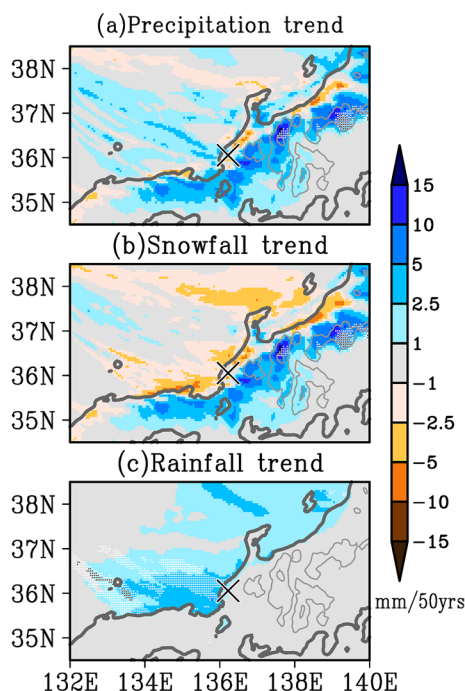 (a)Precipitation trend
38N
37N
36N
35N
(b)Snowfall trend
38N
37N
36N
35N
(c)Rainfall trend
38N
37N
36N
35N
132E 134E 136E 138E 140E
15
10
5
2.5
1
−1
−2.5
−5
−10
−15
mm/50yrs